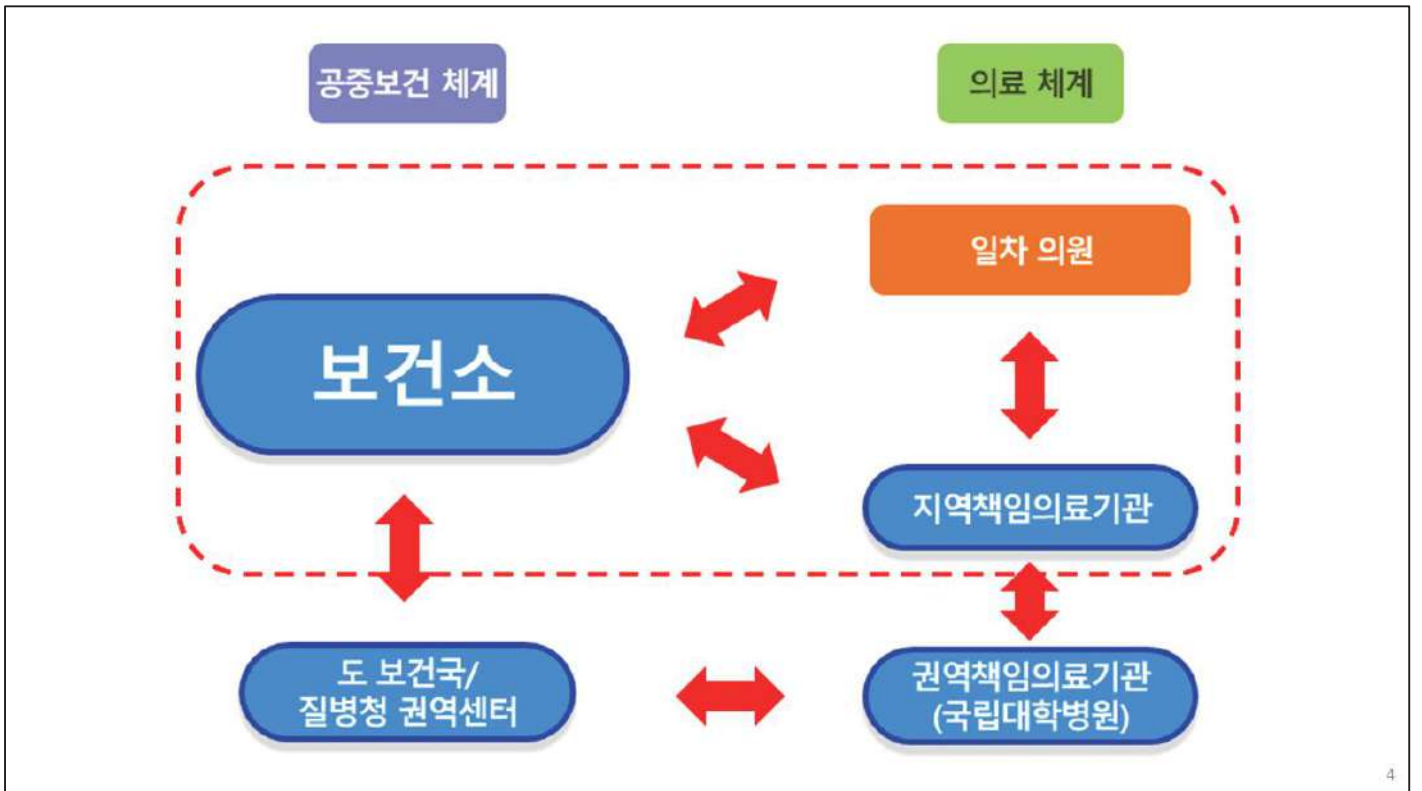 공중보건 체계
의료 체계
일차 의원
보건소
지역책임의료기관
도 보건국/
질병청 권역센터
권역책임의료기관
(국립대학병원)
4